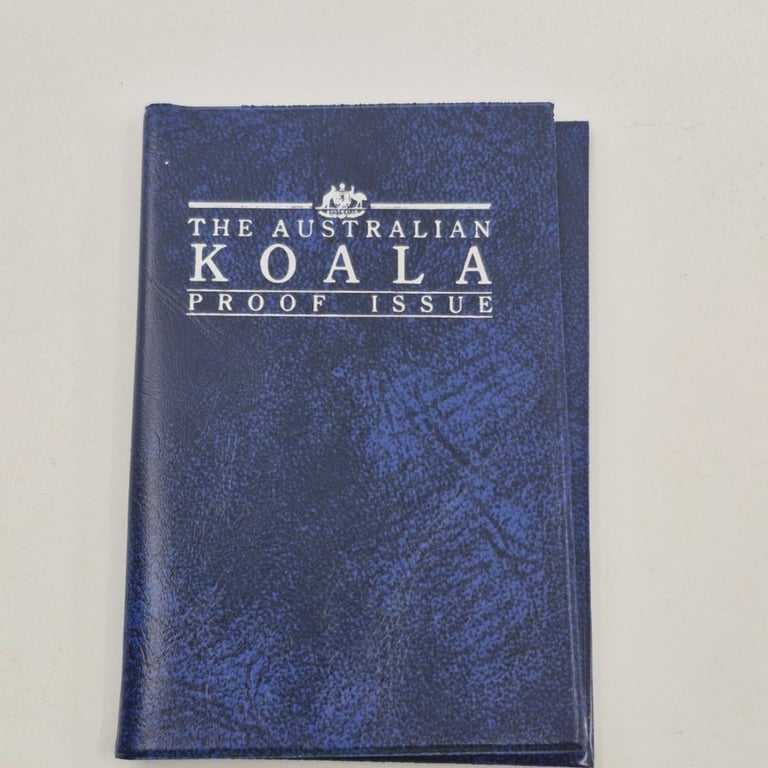 THE AUSTRALIAN
KOALA
PROOF ISSUE